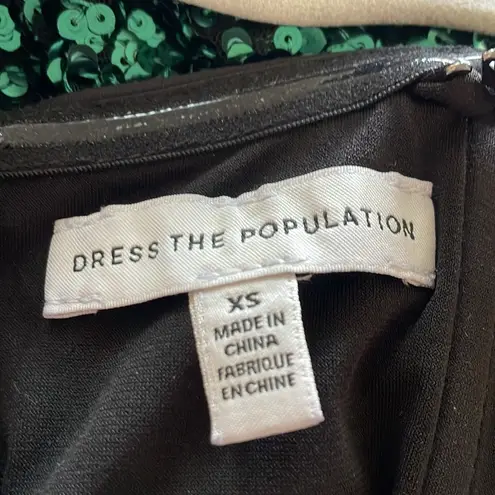 DRESS THE POPULATION
XS
MADE IN
CHINA
FABRIQUE
EN CHINE